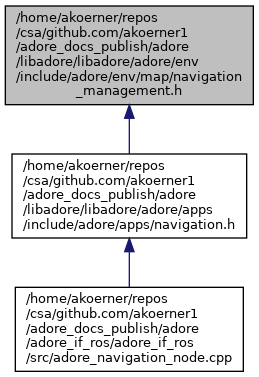 /home/akoerner/repos
/csa/github.com/akoerner1
/adore_docs_publish/adore
/libadore/libadore/adore/env
/include/adore/env/map/navigation
_management.h
/home/akoerner/repos
/csa/github.com/akoerner1
/adore_docs_publish/adore
/libadore/libadore/adore/apps
/include/adore/apps/navigation.h
/home/akoerner/repos
/csa/github.com/akoerner1
/adore_docs_publish/adore
/adore_if_ros/adore_if_ros
/src/adore_navigation_node.cpp